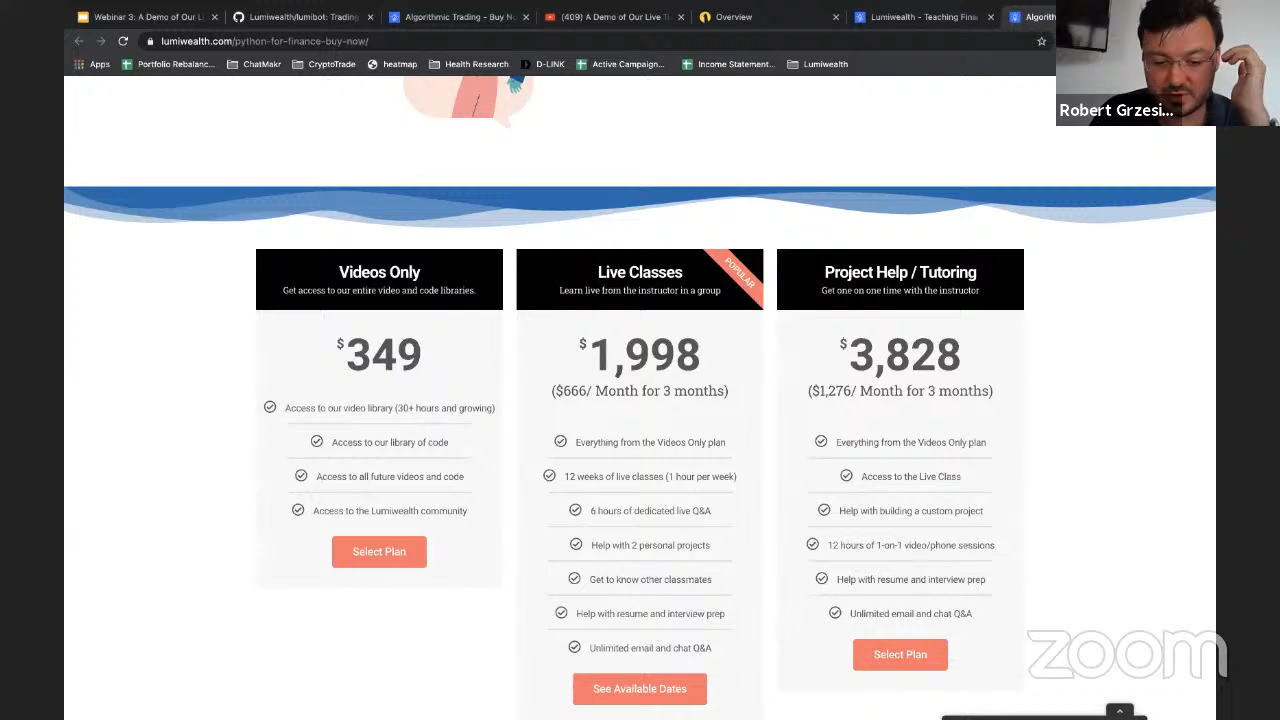 Webinar 3: A Demo of Our Li
Lumiwealth/lumibot: Trading
Algorithmic Trading - Buy No
(409) A Demo of Our Live Ti
Overview
Lumiwealth - Teaching Fina
Algorith
lumiwealth.com/python-for-finance-buy-now/
Apps
Portfolio Rebalanc...
ChatMakr
CryptoTrade
heatmap
Health Research
D-LINK
Active Campaign...
Income Statement...
Lumiwealth
Robert Grzesi...
Videos Only
Get access to our entire video and code libraries.
$349
Access to our video library (30+ hours and growing)
Access to our library of code
Access to all future videos and code
Access to the Lumiwealth community
Select Plan
POPULAR
Live Classes
Learn live from the instructor in a group
$1,998
($666/ Month for 3 months)
Everything from the Videos Only plan
12 weeks of live classes (1 hour per week)
6 hours of dedicated live Q&A
Help with 2 personal projects
Get to know other classmates
Help with resume and interview prep
Unlimited email and chat Q&A
See Available Dates
Project Help / Tutoring
Get one on one time with the instructor
$3,828
($1,276/ Month for 3 months)
Everything from the Videos Only plan
Access to the Live Class
Help with building a custom project
12 hours of 1-on-1 video/phone sessions
Help with resume and interview prep
Unlimited email and chat Q&A
Select Plan
zoom